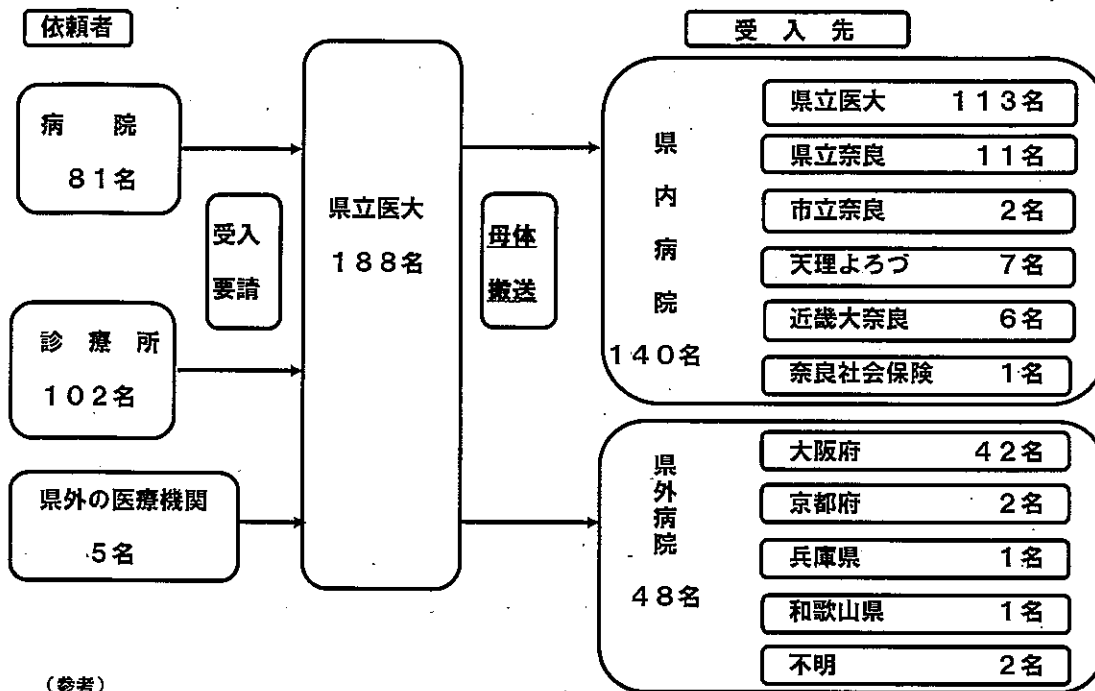 依頼者
受 入 先
病 院
81名
診 療 所
102名
県外の医療機関
5名
受入
要請
県立医大
188名
母体
搬送
県内病院
140名
県立医大 113名
県立奈良 11名
市立奈良 2名
天理よろづ 7名
近畿大奈良 6名
奈良社会保険 1名
県外病院
48名
大阪府 42名
京都府 2名
兵庫県 1名
和歌山県 1名
不明 2名
(参考)